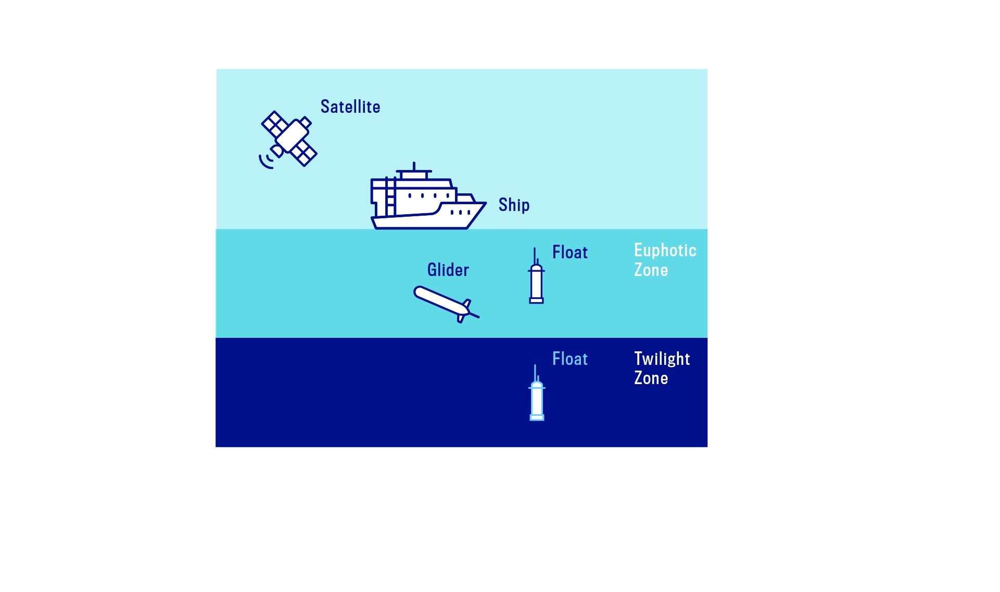 Satellite
Ship
Float
Euphotic
Zone
Glider
Float
Twilight
Zone